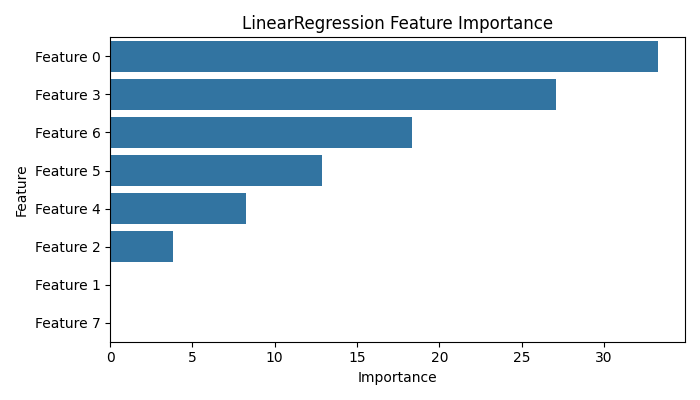 LinearRegression Feature Importance
Feature 0
Feature 3
Feature 6
Feature 5
Feature 4
Feature 2
Feature 1
Feature 7
Feature
0 5 10 15 20 25 30
Importance